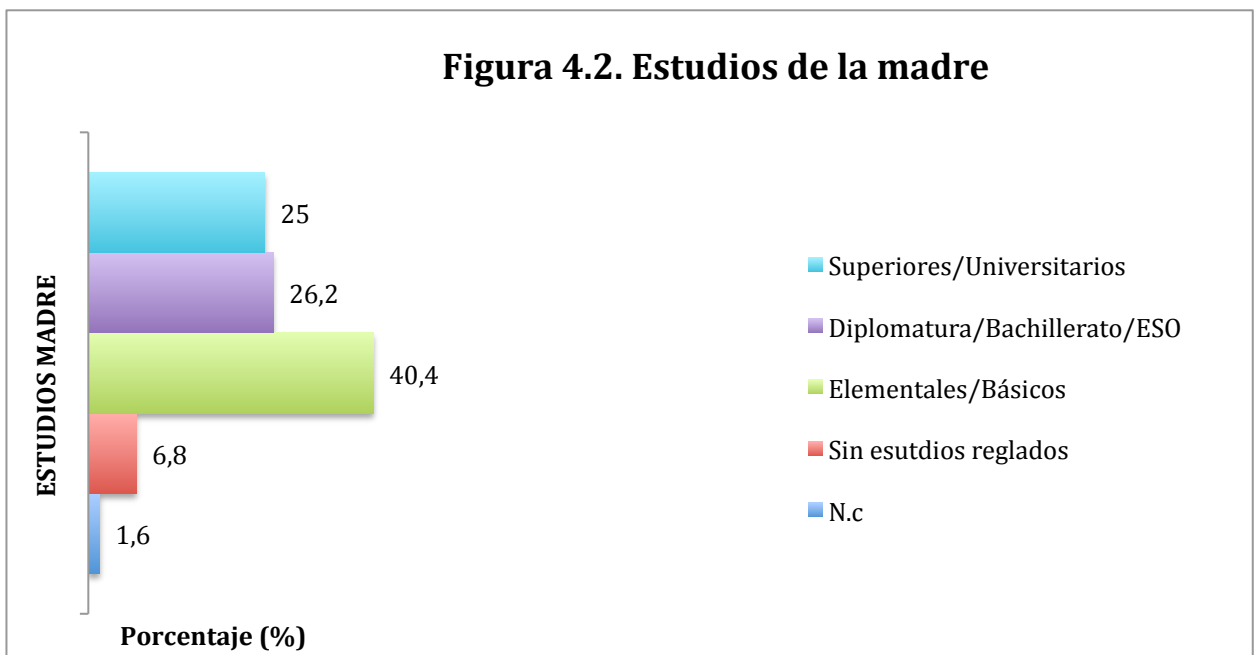 Figura 4.2. Estudios de la madre
ESTUDIOS MADRE
25
26,2
40,4
6,8
1,6
Porcentaje (%)
Superiores/Universitarios
Diplomatura/Bachillerato/ESO
Elementales/Básicos
Sin esutdios reglados
N.c